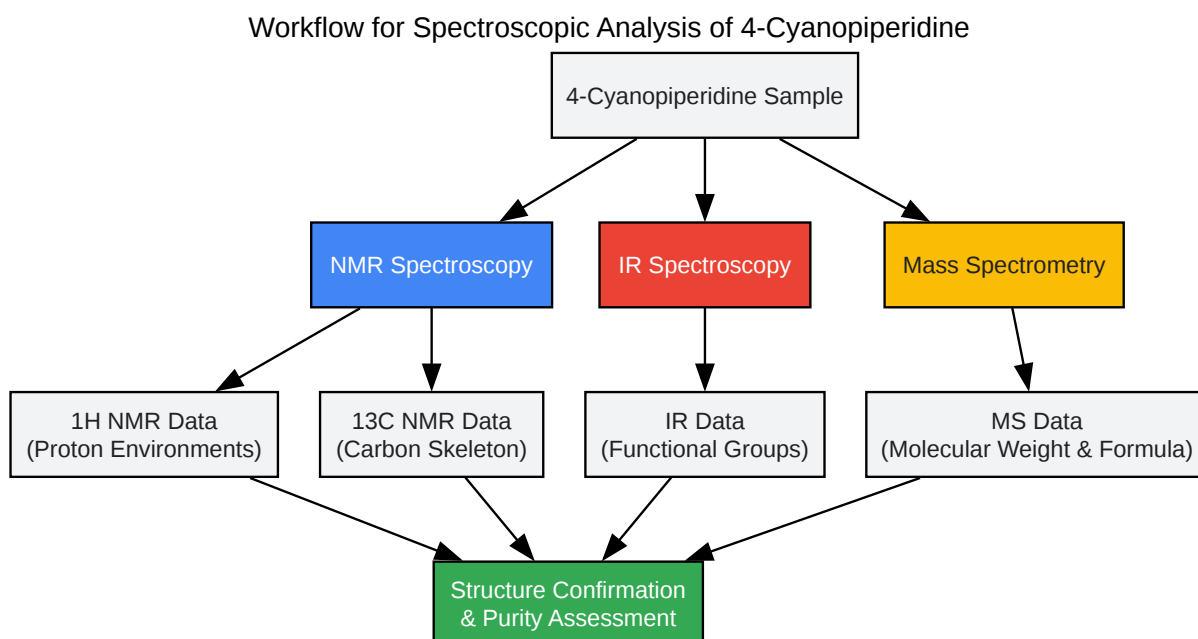 Workflow for Spectroscopic Analysis of 4-Cyanopiperidine
4-Cyanopiperidine Sample
NMR Spectroscopy
IR Spectroscopy
Mass Spectrometry
1H NMR Data
(Proton Environments)
13C NMR Data
(Carbon Skeleton)
IR Data
(Functional Groups)
MS Data
(Molecular Weight & Formula)
Structure Confirmation
& Purity Assessment